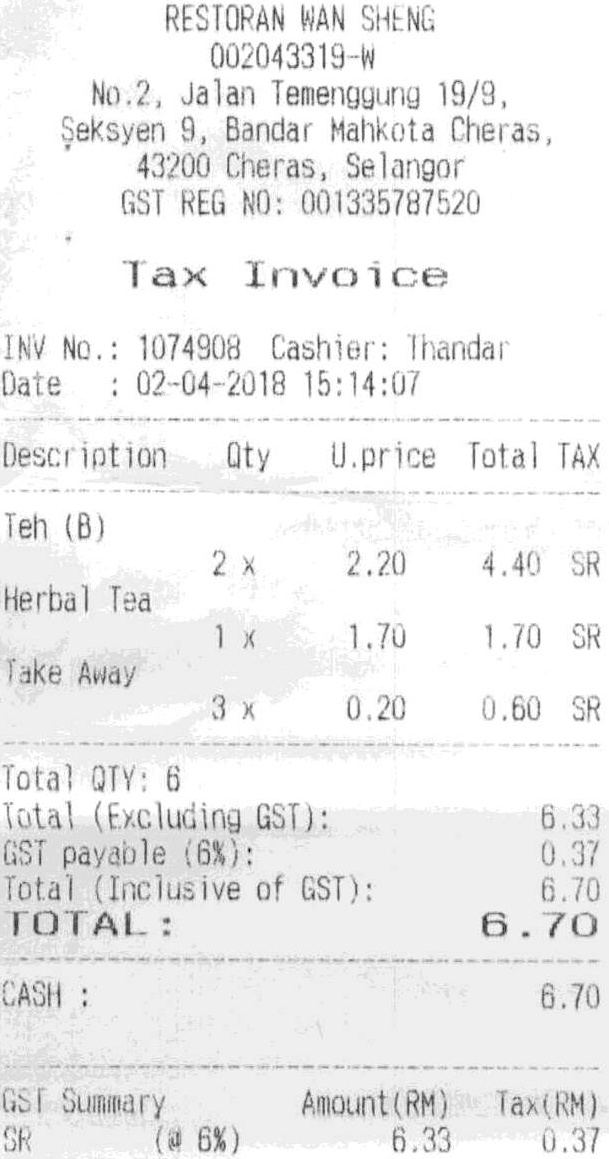 RESTORAN WAN SHENG
002043319-W
No.2, Jalan Temenggung 19/9,
Seksyen 9, Bandar Mahkota Cheras,
43200 Cheras, Selangor
GST REG NO: 001335787520
Tax Invoice
INV No.: 1074908 Cashier: Thandar
Date : 02-04-2018 15:14:07
Description Qty U.price Total TAX
Teh (B)
2 x 2.20 4.40 SR
Herbal Tea
1 x 1.70 1.70 SR
Take Away
3 x 0.20 0.60 SR
Total QTY: 6
Total (Excluding GST): 6.33
GST payable (6%): 0.37
Total (Inclusive of GST): 6.70
TOTAL : 6.70
CASH : 6.70
GST Summary Amount(RM) Tax(RM)
SR (@ 6%) 6.33 0.37